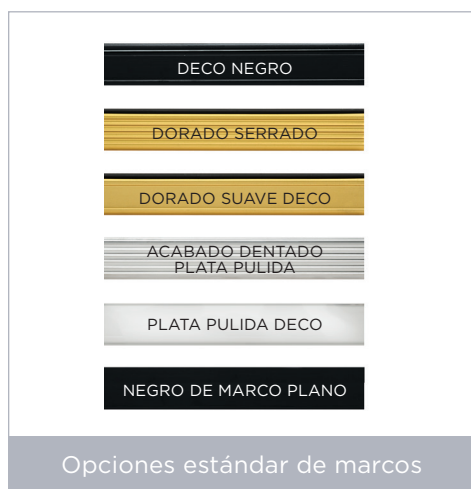 DECO NEGRO
DORADO SERRADO
DORADO SUAVE DECO
ACABADO DENTADO
PLATA PULIDA
PLATA PULIDA DECO
NEGRO DE MARCO PLANO
Opciones estándar de marcos